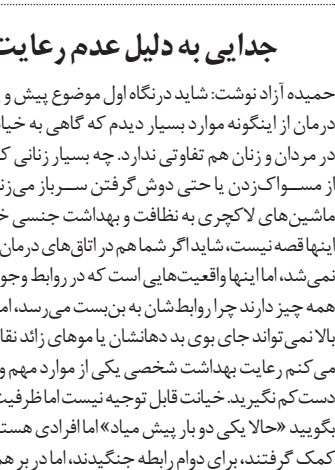 جدایی به دلیل عدم رعایت
حمیده آزاد نوشت: شاید درنگاه اول موضوع پیش و
درمان از اینگونه موارد بسیار دیدم که گاهی به خیا
در مردان و زنان هم تفاوتی ندارد. چه بسیار زنانی ک
از مسـواک‌زدن یا حتی دوش گرفتن سـرباز می‌زن
ماشین‌های لاکچری به نظافت و بهداشت جنسی خ
اینها قصه نیست، شاید اگر شما هم در اتاق‌های درمان
نمی‌شد، اما اینها واقعیت‌هایی است که در روابط وجو
همه چیز دارند چرا روابط‌شان به بن‌بست می‌رسد، اما
بالا نمی‌تواند جای بوی بد دهانشان یا موهای زائد نقا
می‌کنم رعایت بهداشت شخصی یکی از موارد مهم و
دست کم نگیرید. خیانت قابل توجیه نیست اما ظرفیت
بگویید «حالا یکی دو بار پیش میاد» اما افرادی هستـ
کمک گرفتند، برای دوام رابطه جنگیدند، اما در بر هم